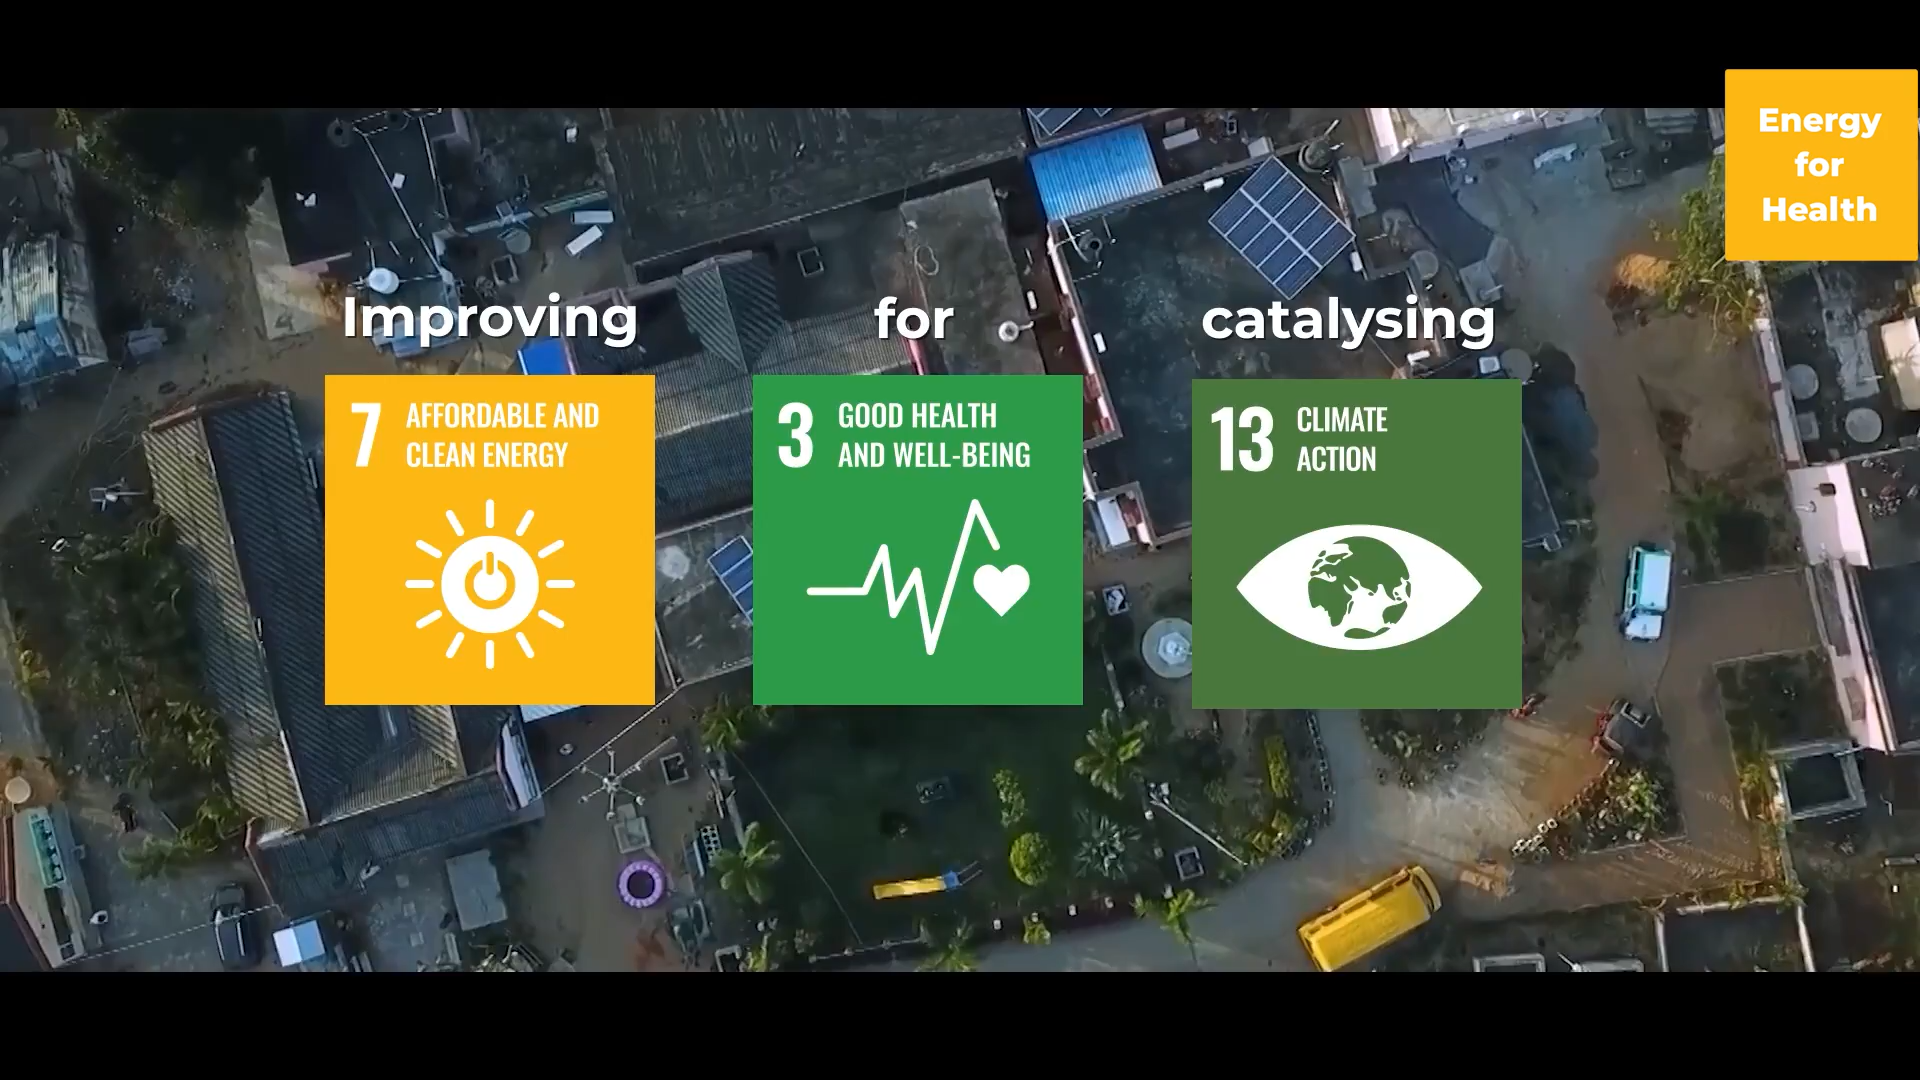 Energy
for
Health
Improving
for
catalysing
7
AFFORDABLE AND
CLEAN ENERGY
3
GOOD HEALTH
AND WELL-BEING
13
CLIMATE
ACTION